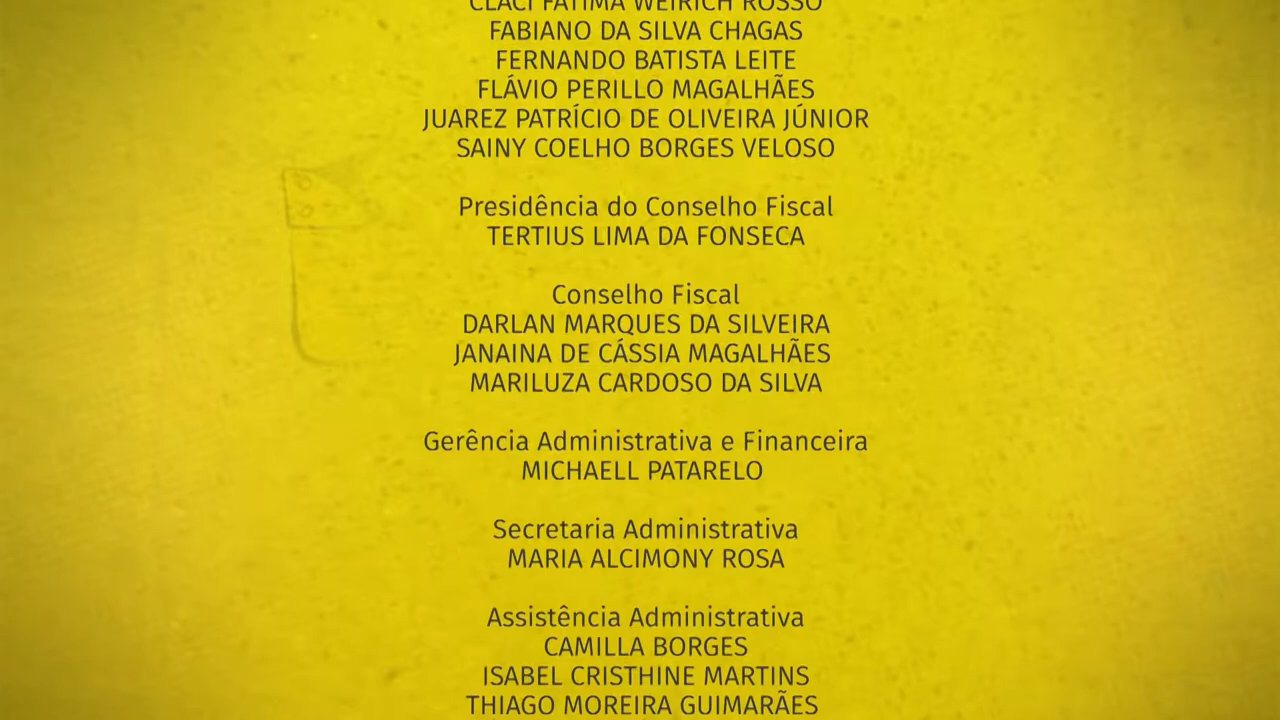 CLACI FÁTIMA WEIRICH ROSSO
FABIANO DA SILVA CHAGAS
FERNANDO BATISTA LEITE
FLÁVIO PERILLO MAGALHÃES
JUAREZ PATRÍCIO DE OLIVEIRA JÚNIOR
SAINY COELHO BORGES VELOSO
Presidência do Conselho Fiscal
TERTIUS LIMA DA FONSECA
Conselho Fiscal
DARLAN MARQUES DA SILVEIRA
JANAINA DE CÁSSIA MAGALHÃES
MARILUZA CARDOSO DA SILVA
Gerência Administrativa e Financeira
MICHAELL PATARELO
Secretaria Administrativa
MARIA ALCIMONY ROSA
Assistência Administrativa
CAMILLA BORGES
ISABEL CRISTHINE MARTINS
THIAGO MOREIRA GUIMARÃES